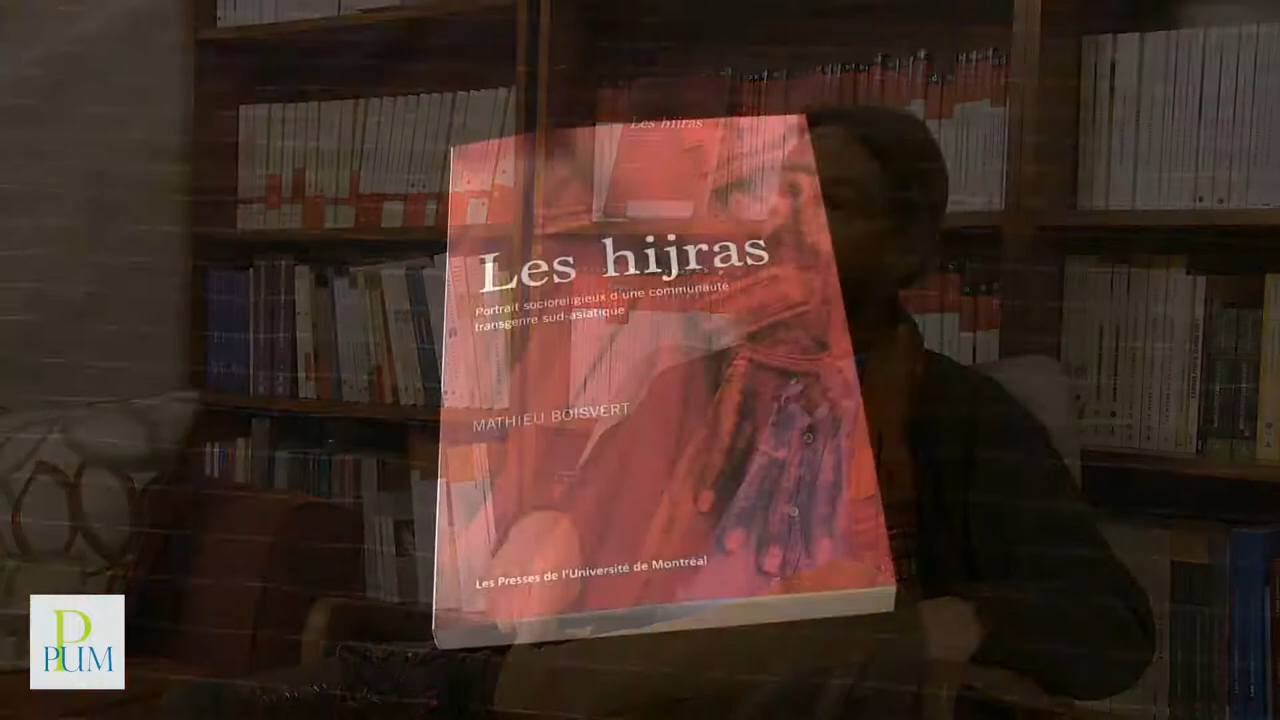 Les hijras
Les hijras
Portrait socioreligieux d'une communauté
transgenre sud-asiatique
MATHIEU BOISVERT
Les Presses de l'Université de Montréal
PUM